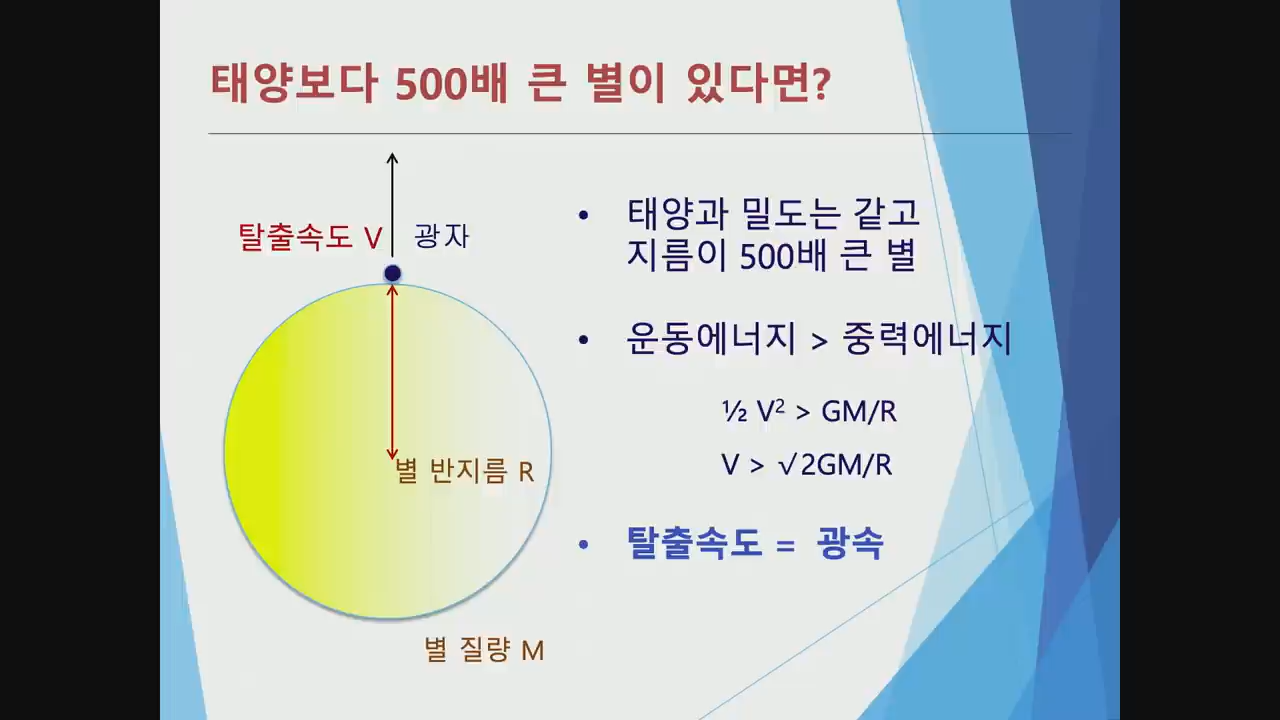 태양보다 500배 큰 별이 있다면?
탈출속도 V
광자
별 반지름 R
별 질량 M
• 태양과 밀도는 같고
지름이 500배 큰 별
• 운동에너지 > 중력에너지
½ V² > GM/R
V > √2GM/R
• 탈출속도 = 광속